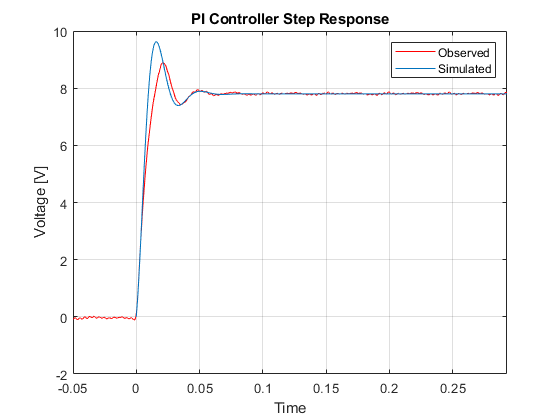 PI Controller Step Response
Observed
Simulated
Voltage [V]
10
8
6
4
2
0
-2
-0.05
0
0.05
0.1
0.15
0.2
0.25
Time